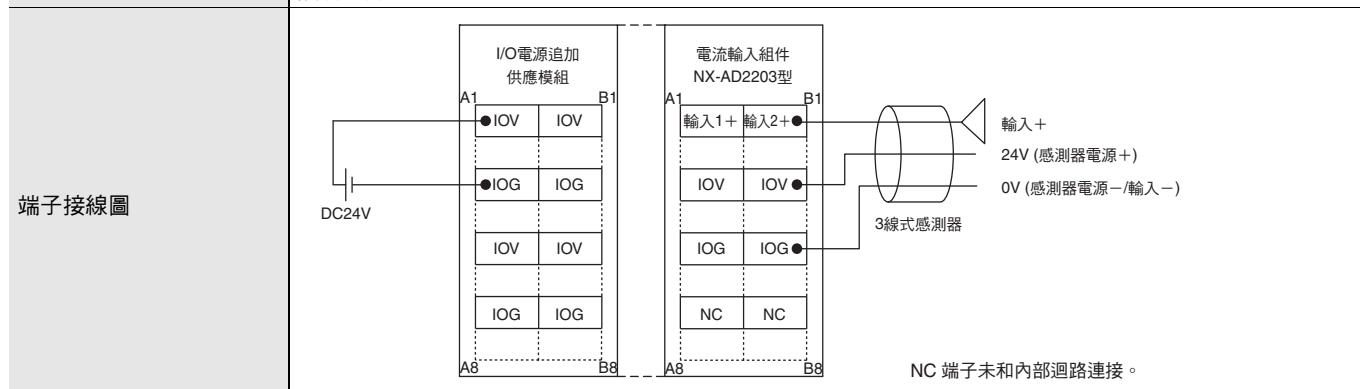 端子接線圖
I/O電源追加
供應模組
A1 B1
IOV IOV
IOG IOG
IOV IOV
IOG IOG
A8 B8
DC24V
電流輸入組件
NX-AD2203型
A1 B1
輸入1+ 輸入2+
IOV IOV
IOG IOG
NC NC
A8 B8
輸入+
24V (感測器電源+)
0V (感測器電源-/輸入-)
3線式感測器
NC 端子未和內部迴路連接。